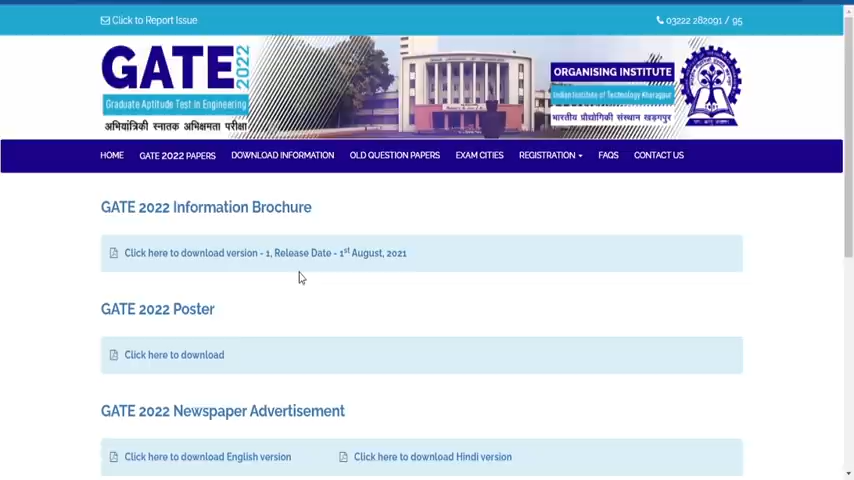 Click to Report Issue
03222 282091 / 95
GATE 2022
Graduate Aptitude Test in Engineering
अभियांत्रिकी स्नातक अभिक्षमता परीक्षा
ORGANISING INSTITUTE
Indian Institute of Technology Kharagpur
भारतीय प्रौद्योगिकी संस्थान खड़गपुर
HOME
GATE 2022 PAPERS
DOWNLOAD INFORMATION
OLD QUESTION PAPERS
EXAM CITIES
REGISTRATION
FAQS
CONTACT US
GATE 2022 Information Brochure
Click here to download version - 1, Release Date - 1st August, 2021
GATE 2022 Poster
Click here to download
GATE 2022 Newspaper Advertisement
Click here to download English version
Click here to download Hindi version